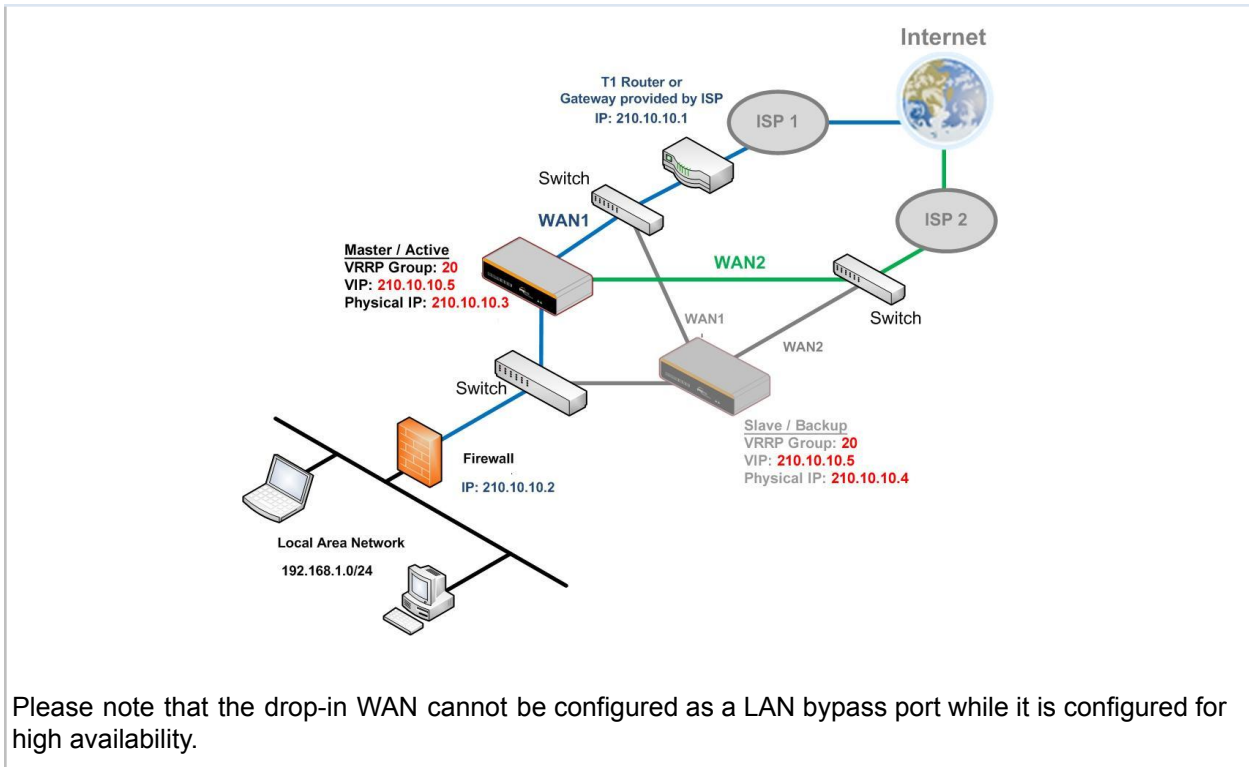 Internet
T1 Router or
Gateway provided by ISP
IP: 210.10.10.1
ISP 1
Switch
WAN1
ISP 2
Master / Active
VRRP Group: 20
VIP: 210.10.10.5
Physical IP: 210.10.10.3
WAN2
Switch
WAN1
WAN2
Switch
Slave / Backup
VRRP Group: 20
VIP: 210.10.10.5
Physical IP: 210.10.10.4
Firewall
IP: 210.10.10.2
Local Area Network
192.168.1.0/24
Please note that the drop-in WAN cannot be configured as a LAN bypass port while it is configured for
high availability.